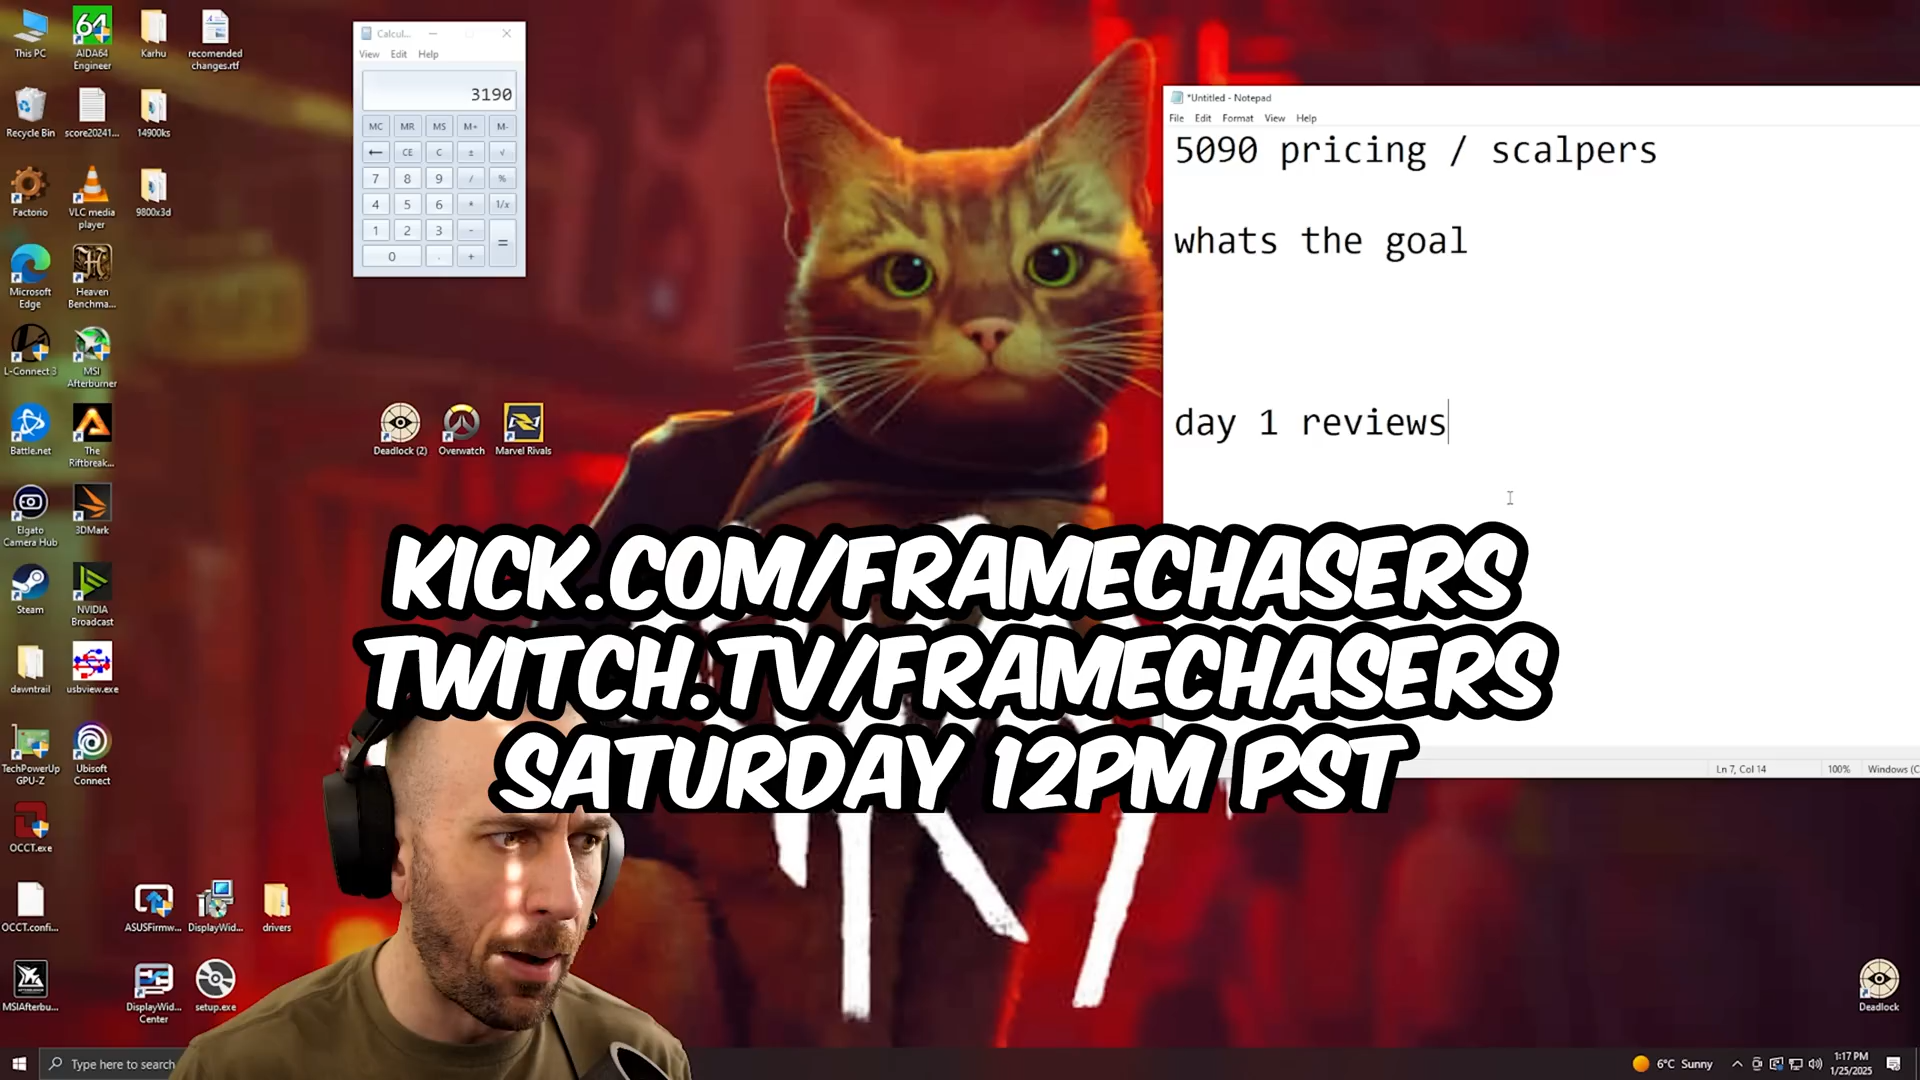 This PC
AIDA64
Engineer
Karhu
recomended
changes.rtf
Recycle Bin
score20241...
14900ks
Factorio
VLC media
player
9800x3d
Microsoft
Edge
Heaven
Benchma...
L-Connect 3
MSI
Afterburner
Battle.net
The
Riftbreak...
Elgato
Camera Hub
3DMark
Steam
NVIDIA
Broadcast
dawntrail
usbview.exe
TechPowerUp
GPU-Z
Ubisoft
Connect
OCCT.exe
OCCT.confi...
ASUSFirmw...
DisplayWid...
drivers
MSIAfterbu...
DisplayWid...
Center
setup.exe
Calcul...
View Edit Help
3190
MC MR MS M+ M-
← CE C ± √
7 8 9 / %
4 5 6 * 1/x
1 2 3 - =
0 . +
Deadlock (2)
Overwatch
Marvel Rivals
*Untitled - Notepad
File Edit Format View Help
5090 pricing / scalpers
whats the goal
day 1 reviews
Ln 7, Col 14 100% Windows (C
KICK.COM/FRAMECHASERS
TWITCH.TV/FRAMECHASERS
SATURDAY 12PM PST
Deadlock
Type here to search
6°C Sunny
1:17 PM
1/25/2025